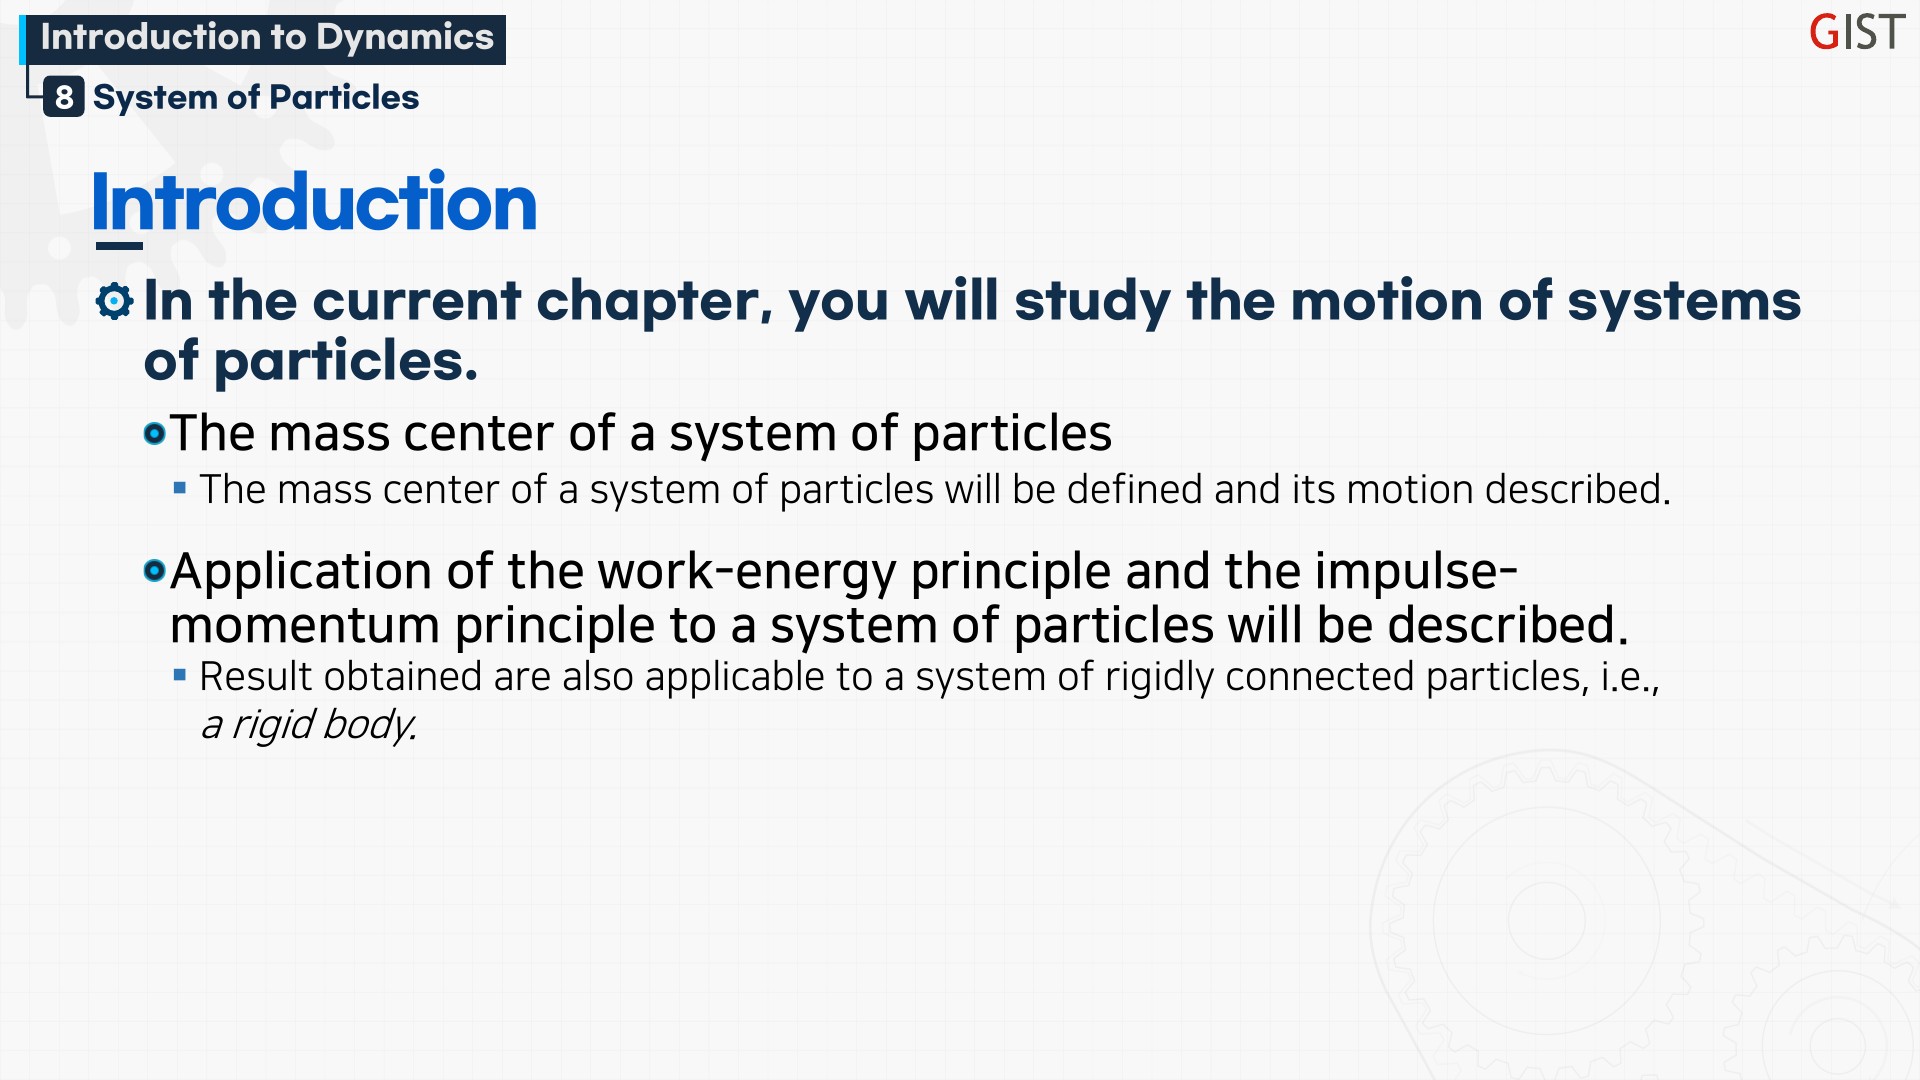 Introduction to Dynamics
GIST
8 System of Particles
Introduction
In the current chapter, you will study the motion of systems
of particles.
The mass center of a system of particles
The mass center of a system of particles will be defined and its motion described.
Application of the work-energy principle and the impulse-
momentum principle to a system of particles will be described.
Result obtained are also applicable to a system of rigidly connected particles, i.e.,
a rigid body.